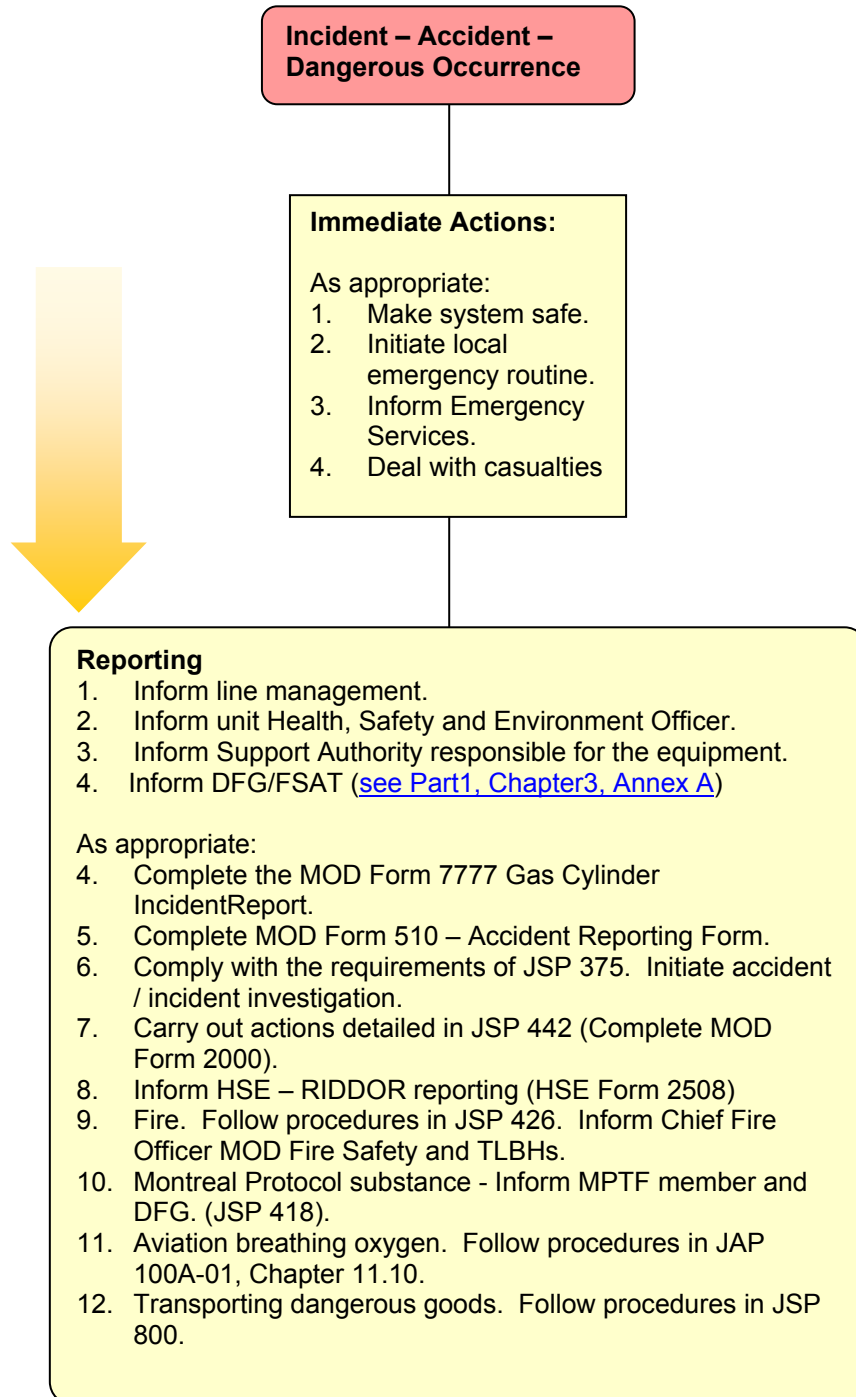 Incident – Accident –
Dangerous Occurrence
Immediate Actions:
As appropriate:
1. Make system safe.
2. Initiate local
emergency routine.
3. Inform Emergency
Services.
4. Deal with casualties
Reporting
1. Inform line management.
2. Inform unit Health, Safety and Environment Officer.
3. Inform Support Authority responsible for the equipment.
4. Inform DFG/FSAT (see Part1, Chapter3, Annex A)
As appropriate:
4. Complete the MOD Form 7777 Gas Cylinder
IncidentReport.
5. Complete MOD Form 510 – Accident Reporting Form.
6. Comply with the requirements of JSP 375. Initiate accident
/ incident investigation.
7. Carry out actions detailed in JSP 442 (Complete MOD
Form 2000).
8. Inform HSE – RIDDOR reporting (HSE Form 2508)
9. Fire. Follow procedures in JSP 426. Inform Chief Fire
Officer MOD Fire Safety and TLBHs.
10. Montreal Protocol substance - Inform MPTF member and
DFG. (JSP 418).
11. Aviation breathing oxygen. Follow procedures in JAP
100A-01, Chapter 11.10.
12. Transporting dangerous goods. Follow procedures in JSP
800.